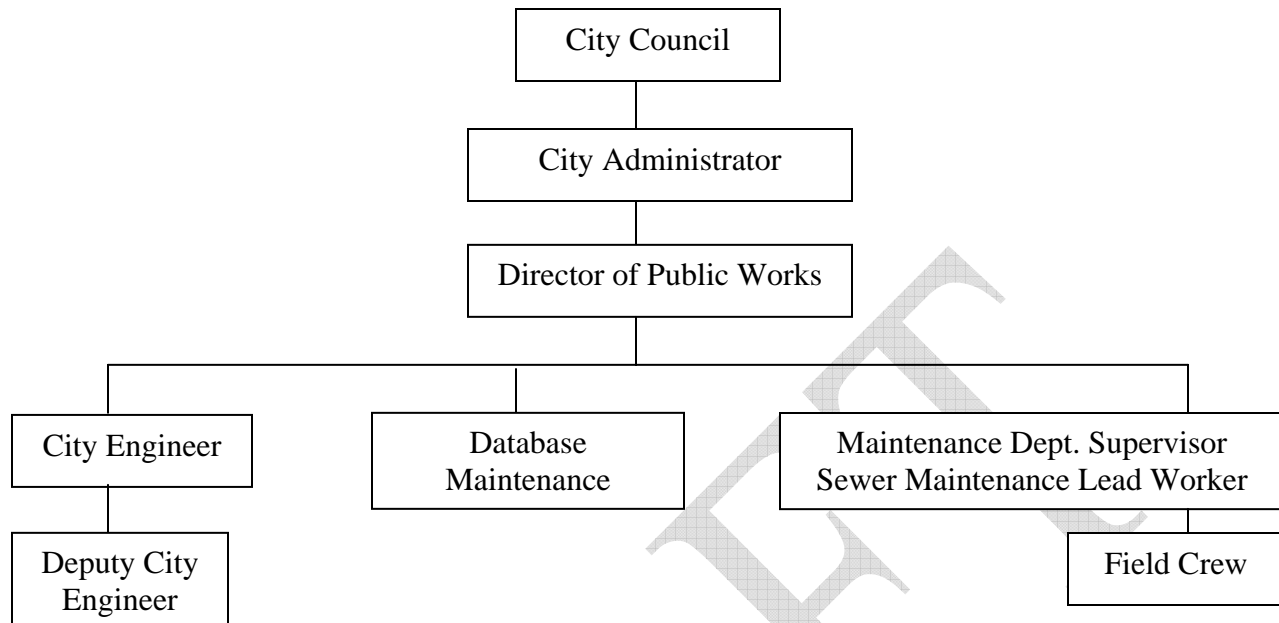 City Council
City Administrator
Director of Public Works
City Engineer
Database
Maintenance
Maintenance Dept. Supervisor
Sewer Maintenance Lead Worker
Deputy City
Engineer
Field Crew